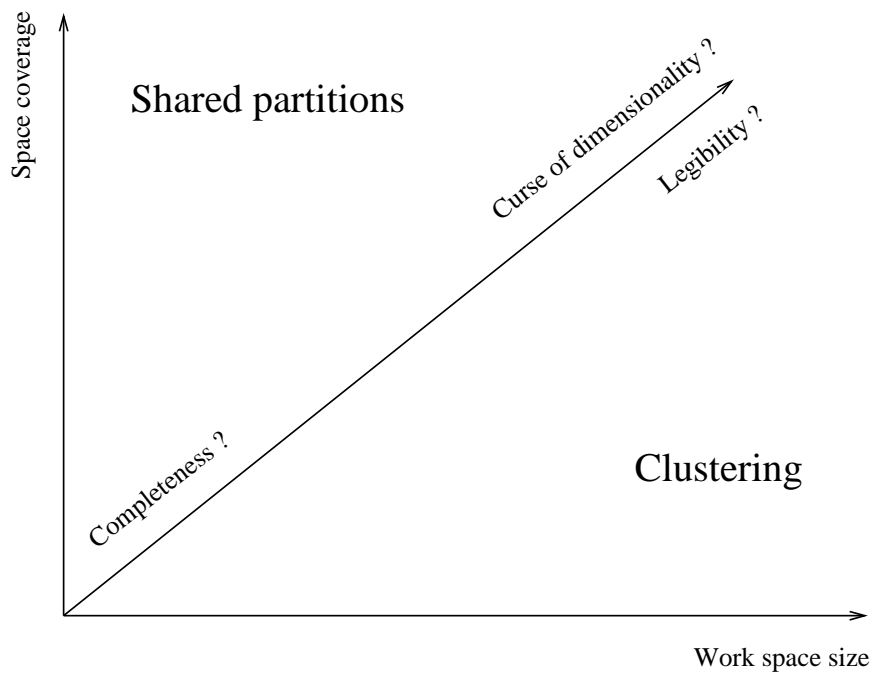 Space coverage
Shared partitions
Curse of dimensionality ?
Legibility ?
Completeness ?
Clustering
Work space size